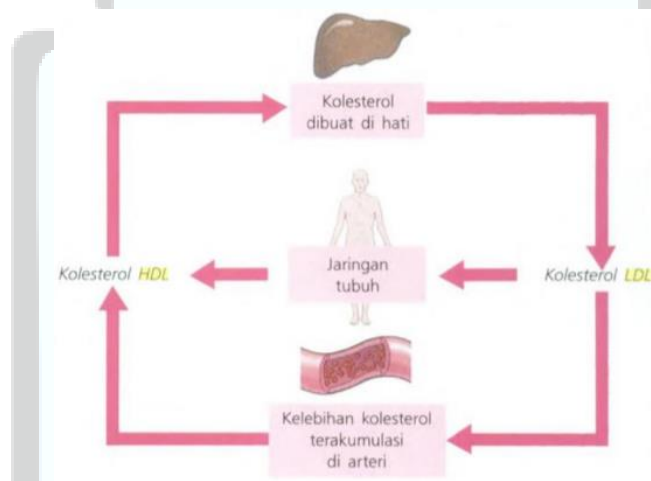 Kolesterol
dibuat di hati
Kolesterol HDL
Jaringan
tubuh
Kolesterol LDL
Kelebihan kolesterol
terakumulasi
di arteri